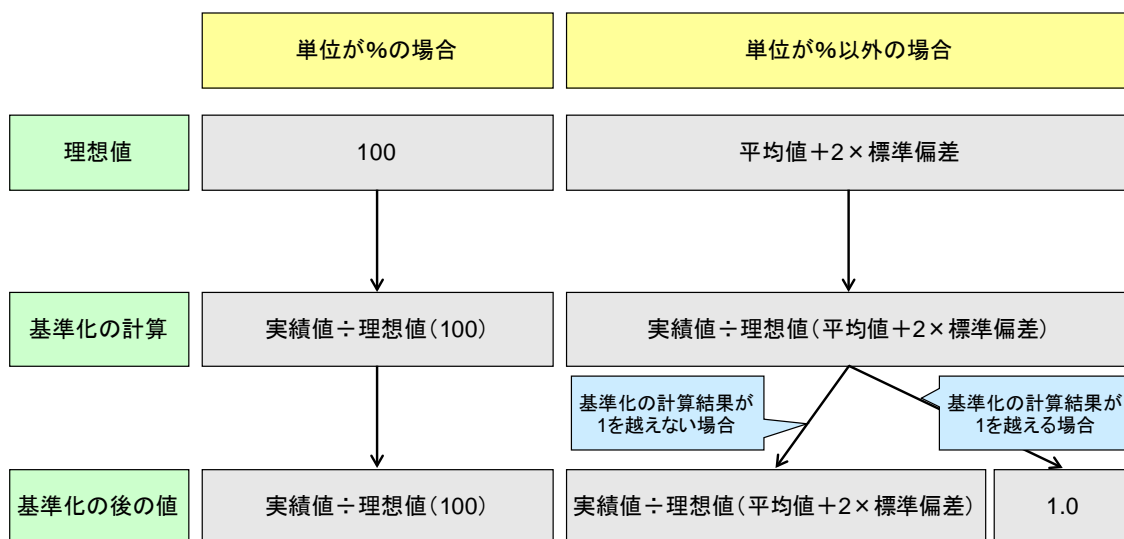 単位が%の場合
単位が%以外の場合
理想値
100
平均値＋2×標準偏差
基準化の計算
実績値÷理想値（100）
実績値÷理想値（平均値＋2×標準偏差）
基準化の計算結果が
1を越えない場合
基準化の計算結果が
1を越える場合
基準化の後の値
実績値÷理想値（100）
実績値÷理想値（平均値＋2×標準偏差）
1.0